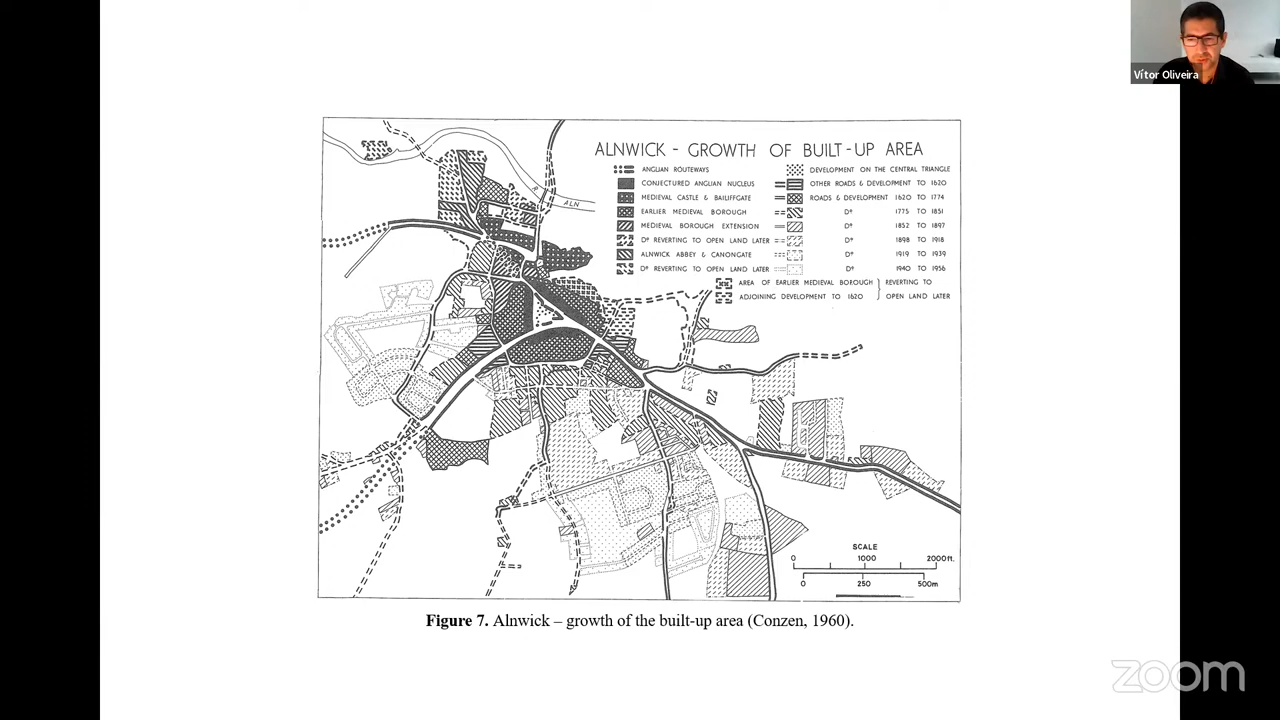 Vítor Oliveira
ALNWICK - GROWTH OF BUILT-UP AREA
ANGLIAN ROUTEWAYS
CONJECTURED ANGLIAN NUCLEUS
MEDIEVAL CASTLE & BAILIFFGATE
EARLIER MEDIEVAL BOROUGH
MEDIEVAL BOROUGH EXTENSION
Dº REVERTING TO OPEN LAND LATER
ALNWICK ABBEY & CANONGATE
Dº REVERTING TO OPEN LAND LATER
DEVELOPMENT ON THE CENTRAL TRIANGLE
OTHER ROADS & DEVELOPMENT TO 1620
ROADS & DEVELOPMENT 1620 TO 1774
Dº 1775 TO 1851
Dº 1852 TO 1897
Dº 1898 TO 1918
Dº 1919 TO 1939
Dº 1940 TO 1956
AREA OF EARLIER MEDIEVAL BOROUGH } REVERTING TO
ADJOINING DEVELOPMENT TO 1620 } OPEN LAND LATER
R.
ALN
SCALE
0 1000 2000 ft.
0 250 500m
Figure 7. Alnwick – growth of the built-up area (Conzen, 1960).
zoom